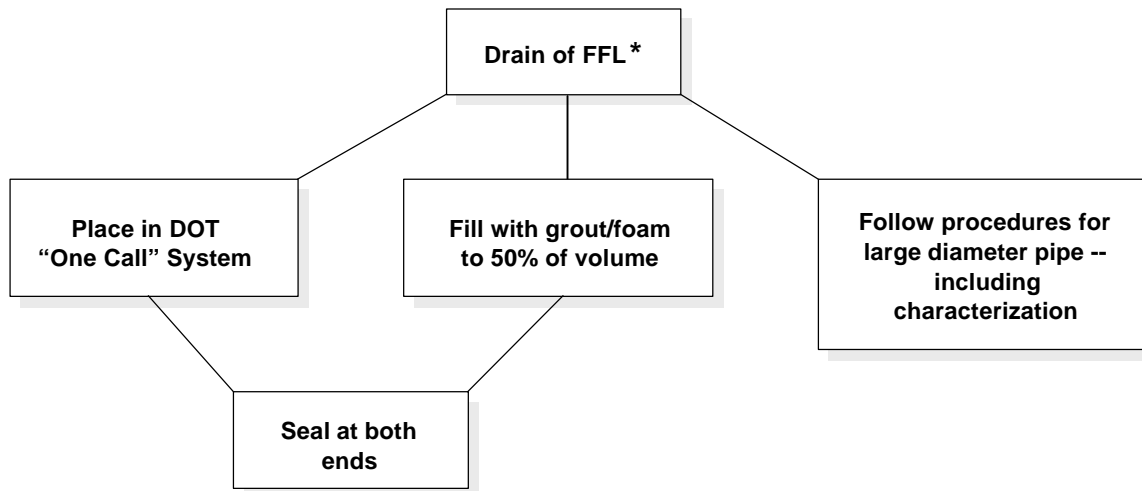 Drain of FFL*
Place in DOT
“One Call” System
Fill with grout/foam
to 50% of volume
Follow procedures for
large diameter pipe --
including
characterization
Seal at both
ends